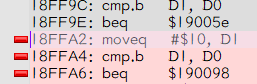 18FF9C: cmp.b D1, D0
18FF9E: beq $19005e
18FFA2: moveq #$10, D1
18FFA4: cmp.b D1, D0
18FFA6: beq $190098